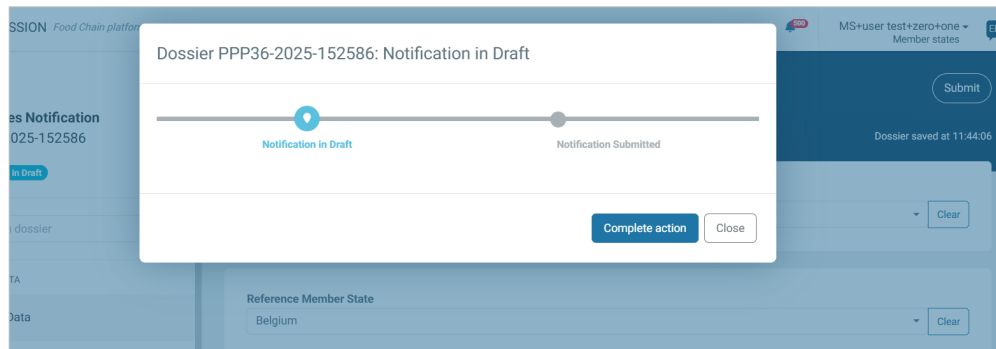 SSION Food Chain platform
500
MS+user test+zero+one
Member states
Dossier PPP36-2025-152586: Notification in Draft
Submit
es Notification
025-152586
Dossier saved at 11:44:06
Notification in Draft
Notification Submitted
in Draft
dossier
Clear
Complete action
Close
TA
Data
Reference Member State
Belgium
Clear